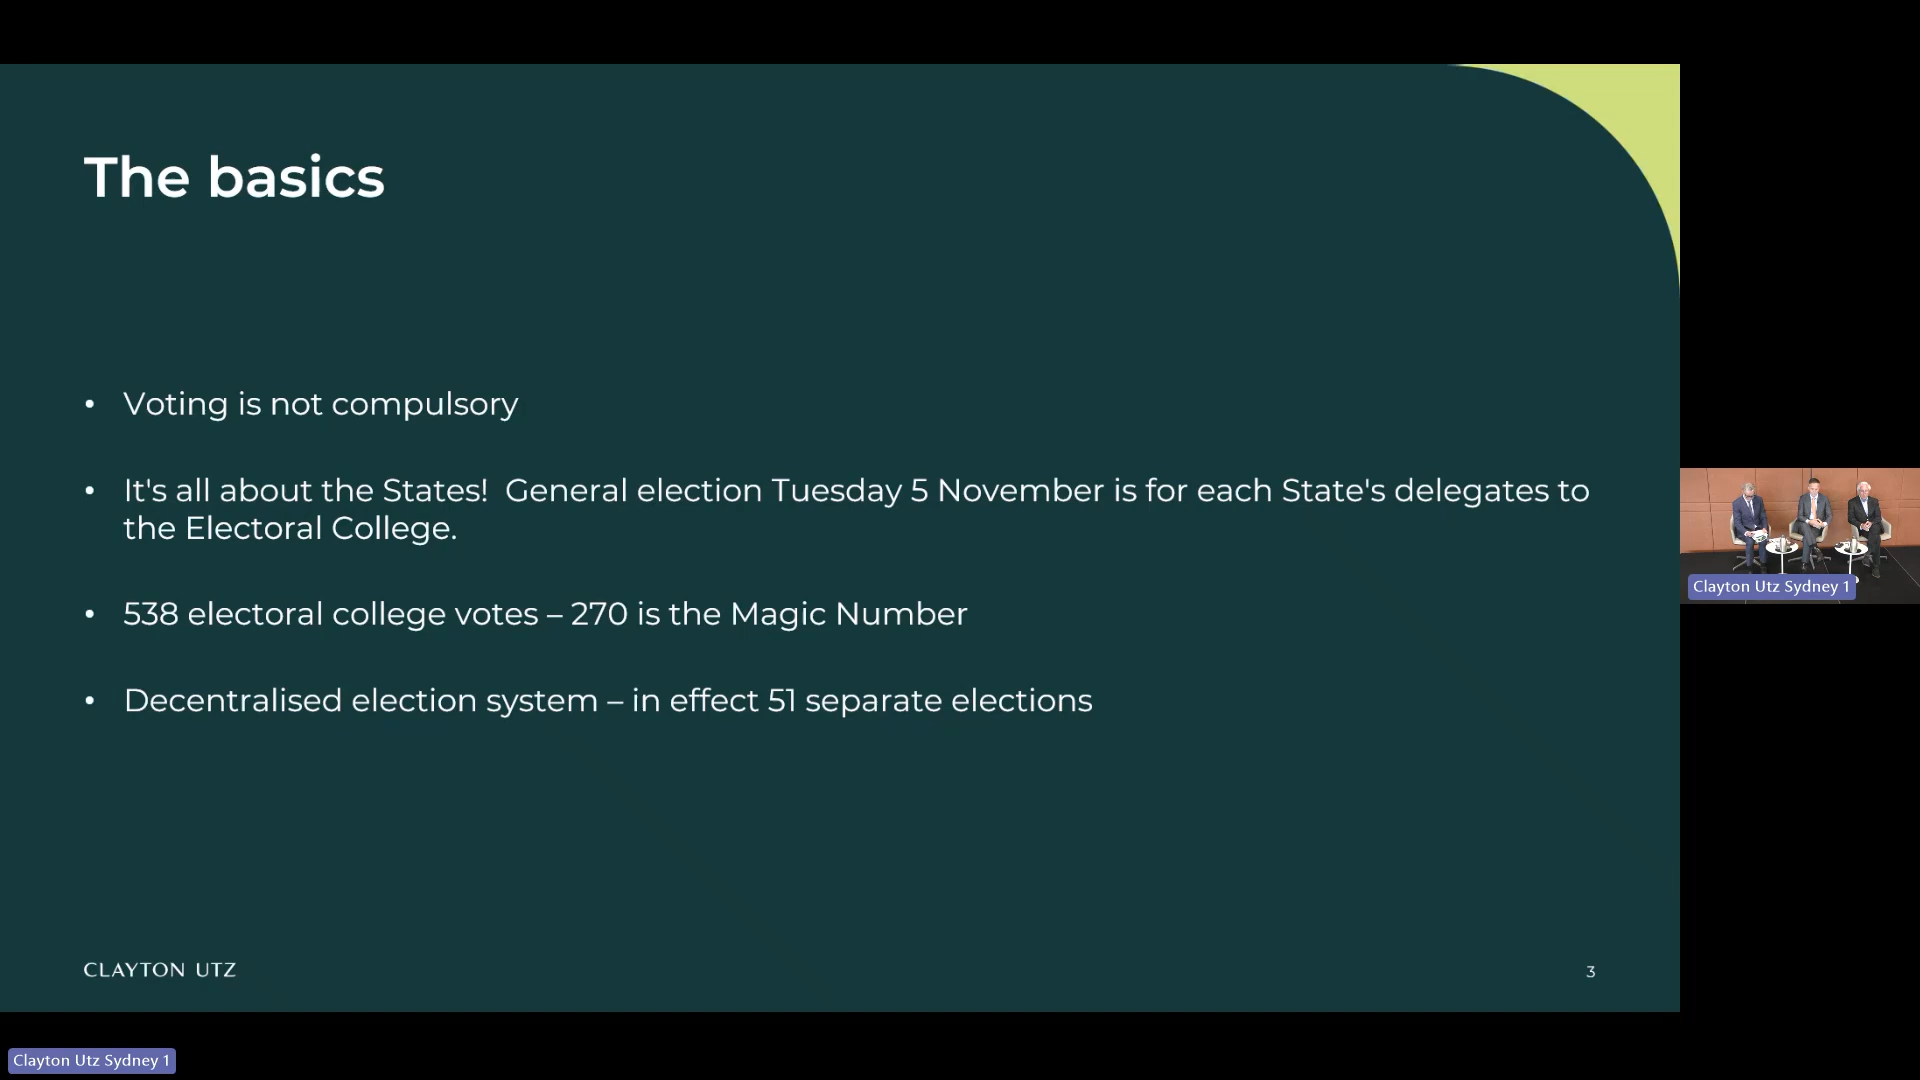 The basics
• Voting is not compulsory
• It's all about the States!  General election Tuesday 5 November is for each State's delegates to
the Electoral College.
• 538 electoral college votes – 270 is the Magic Number
• Decentralised election system – in effect 51 separate elections
CLAYTON UTZ
3
Clayton Utz Sydney 1
Clayton Utz Sydney 1